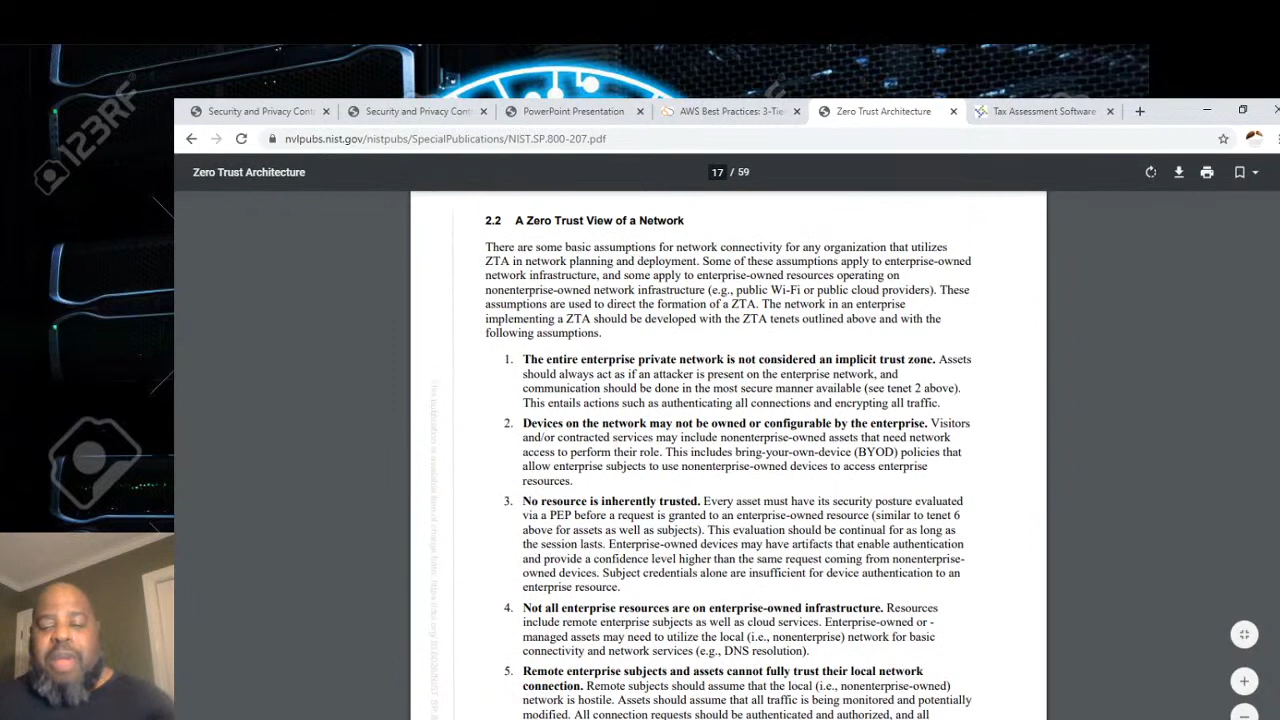 123RF
123RF
Security and Privacy Cont
Security and Privacy Cont
PowerPoint Presentation
AWS Best Practices: 3-Tie
Zero Trust Architecture
Tax Assessment Software
nvlpubs.nist.gov/nistpubs/SpecialPublications/NIST.SP.800-207.pdf
Zero Trust Architecture
17 / 59
2.2 A Zero Trust View of a Network
There are some basic assumptions for network connectivity for any organization that utilizes
ZTA in network planning and deployment. Some of these assumptions apply to enterprise-owned
network infrastructure, and some apply to enterprise-owned resources operating on
nonenterprise-owned network infrastructure (e.g., public Wi-Fi or public cloud providers). These
assumptions are used to direct the formation of a ZTA. The network in an enterprise
implementing a ZTA should be developed with the ZTA tenets outlined above and with the
following assumptions.
1. The entire enterprise private network is not considered an implicit trust zone. Assets
should always act as if an attacker is present on the enterprise network, and
communication should be done in the most secure manner available (see tenet 2 above).
This entails actions such as authenticating all connections and encrypting all traffic.
2. Devices on the network may not be owned or configurable by the enterprise. Visitors
and/or contracted services may include nonenterprise-owned assets that need network
access to perform their role. This includes bring-your-own-device (BYOD) policies that
allow enterprise subjects to use nonenterprise-owned devices to access enterprise
resources.
3. No resource is inherently trusted. Every asset must have its security posture evaluated
via a PEP before a request is granted to an enterprise-owned resource (similar to tenet 6
above for assets as well as subjects). This evaluation should be continual for as long as
the session lasts. Enterprise-owned devices may have artifacts that enable authentication
and provide a confidence level higher than the same request coming from nonenterprise-
owned devices. Subject credentials alone are insufficient for device authentication to an
enterprise resource.
4. Not all enterprise resources are on enterprise-owned infrastructure. Resources
include remote enterprise subjects as well as cloud services. Enterprise-owned or -
managed assets may need to utilize the local (i.e., nonenterprise) network for basic
connectivity and network services (e.g., DNS resolution).
5. Remote enterprise subjects and assets cannot fully trust their local network
connection. Remote subjects should assume that the local (i.e., nonenterprise-owned)
network is hostile. Assets should assume that all traffic is being monitored and potentially
modified. All connection requests should be authenticated and authorized, and all